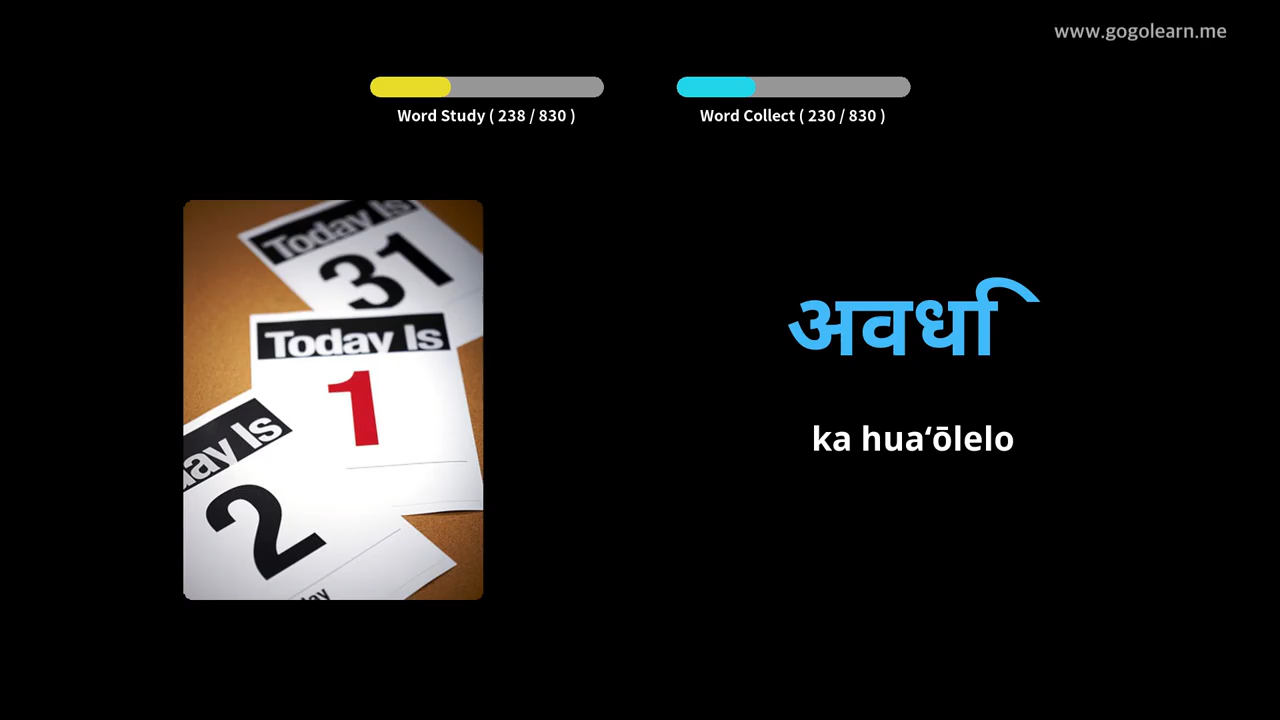 www.gogolearn.me
Word Study ( 238 / 830 )
Word Collect ( 230 / 830 )
Today Is
31
Today Is
1
ay Is
2
ay
अवधि
ka huaʻōlelo